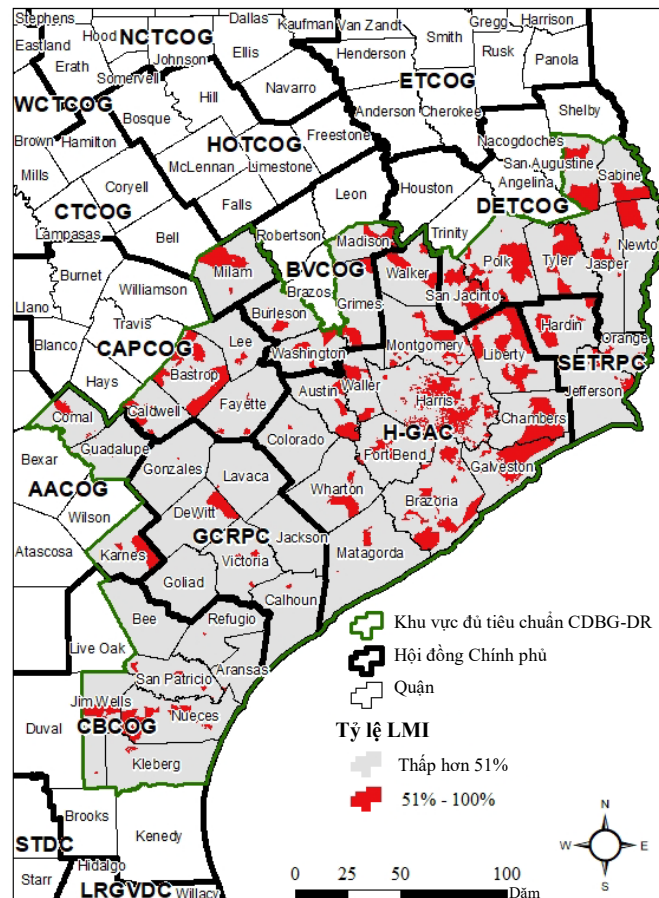 Stephens
Hood
NCTCOG
Dallas
Kaufman
Van Zandt
Gregg
Harrison
Eastland
Erath
Johnson
Ellis
Henderson
Smith
Rusk
Panola
Somervell
Navarro
ETCOG
WCTCOG
Hill
Bosque
Anderson
Cherokee
Shelby
Brown
Hamilton
HOTCOG
Freestone
Nacogdoches
McLennan
Limestone
San Augustine
Mills
Sabine
Coryell
Leon
Houston
Angelina
CTCOG
Falls
DETCOG
Lampasas
Bell
Robertson
Madison
Trinity
Newton
Milam
BVCOG
Walker
Polk
Tyler
Jasper
Burnet
Williamson
Brazos
Grimes
San Jacinto
Llano
Burleson
Travis
Hardin
Blanco
CAPCOG
Lee
Washington
Montgomery
Liberty
Orange
SETRPC
Hays
Bastrop
Austin
Waller
Harris
Jefferson
Comal
Caldwell
Fayette
Chambers
Guadalupe
Colorado
H-GAC
Bexar
Gonzales
Lavaca
Fort Bend
Galveston
AACOG
Wharton
Wilson
DeWitt
Brazoria
GCRPC
Jackson
Atascosa
Karnes
Victoria
Matagorda
Goliad
Calhoun
Bee
Refugio
Live Oak
Aransas
San Patricio
Jim Wells
Nueces
Duval
CBCOG
Kleberg
Brooks
STDC
Kenedy
Hidalgo
Starr
LRGVDC
Willacy
Khu vực đủ tiêu chuẩn CDBG-DR
Hội đồng Chính phủ
Quận
Tỷ lệ LMI
Thấp hơn 51%
51% - 100%
N
W
E
S
0
25
50
100
Dăm